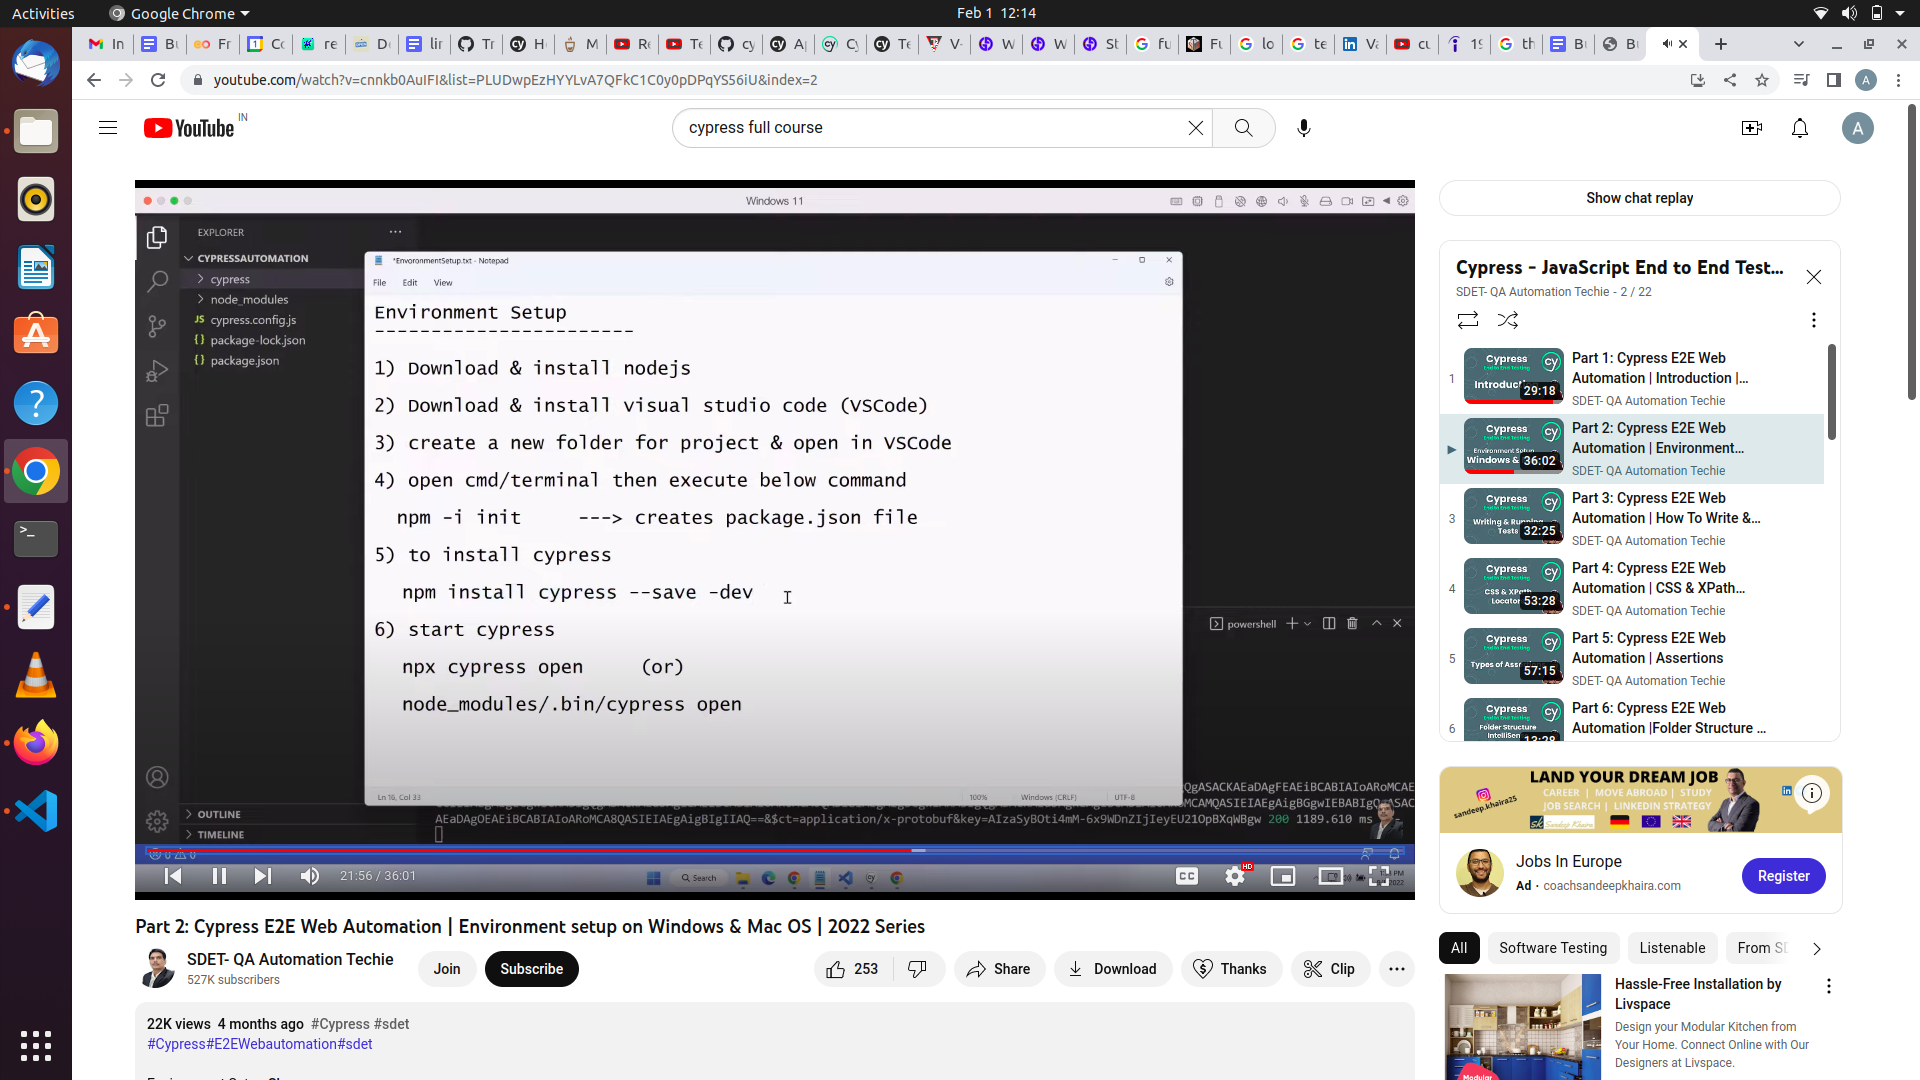 Activities
Google Chrome
Feb 1 12:14
youtube.com/watch?v=cnnkb0AuIFI&list=PLUDwpEzHYYLvA7QFkC1C0y0pDPqYS56iU&index=2
A
YouTube IN
cypress full course
A
Windows 11
EXPLORER
CYPRESSAUTOMATION
cypress
node_modules
JS cypress.config.js
{} package-lock.json
{} package.json
OUTLINE
TIMELINE
*EnvoronmentSetup.txt - Notepad
File Edit View
Environment Setup
-----------------------
1) Download & install nodejs
2) Download & install visual studio code (VSCode)
3) create a new folder for project & open in VSCode
4) open cmd/terminal then execute below command
npm -i init ---> creates package.json file
5) to install cypress
npm install cypress --save -dev
6) start cypress
npx cypress open (or)
node_modules/.bin/cypress open
Ln 16, Col 33 100% Windows (CRLF) UTF-8
powershell
200 1189.610 ms
Search
21:56 / 36:01
CC
HD
Part 2: Cypress E2E Web Automation | Environment setup on Windows & Mac OS | 2022 Series
SDET- QA Automation Techie
527K subscribers
Join
Subscribe
253
Share
Download
Thanks
Clip
22K views 4 months ago #Cypress #sdet
#Cypress#E2EWebautomation#sdet
Show chat replay
Cypress - JavaScript End to End Test...
SDET- QA Automation Techie - 2 / 22
1
29:18
Part 1: Cypress E2E Web
Automation | Introduction |...
SDET- QA Automation Techie
36:02
Part 2: Cypress E2E Web
Automation | Environment...
SDET- QA Automation Techie
3
Writing & Running
Tests
32:25
Part 3: Cypress E2E Web
Automation | How To Write &...
SDET- QA Automation Techie
4
53:28
Part 4: Cypress E2E Web
Automation | CSS & XPath...
SDET- QA Automation Techie
5
57:15
Part 5: Cypress E2E Web
Automation | Assertions
SDET- QA Automation Techie
6
Part 6: Cypress E2E Web
Automation |Folder Structure ...
LAND YOUR DREAM JOB
CAREER | MOVE ABROAD | STUDY
JOB SEARCH | LINKEDIN STRATEGY
sandeep.khaira25
Jobs In Europe
Ad · coachsandeepkhaira.com
Register
All
Software Testing
Listenable
From
Hassle-Free Installation by
Livspace
Design your Modular Kitchen from
Your Home. Connect Online with Our
Designers at Livspace.
Modular